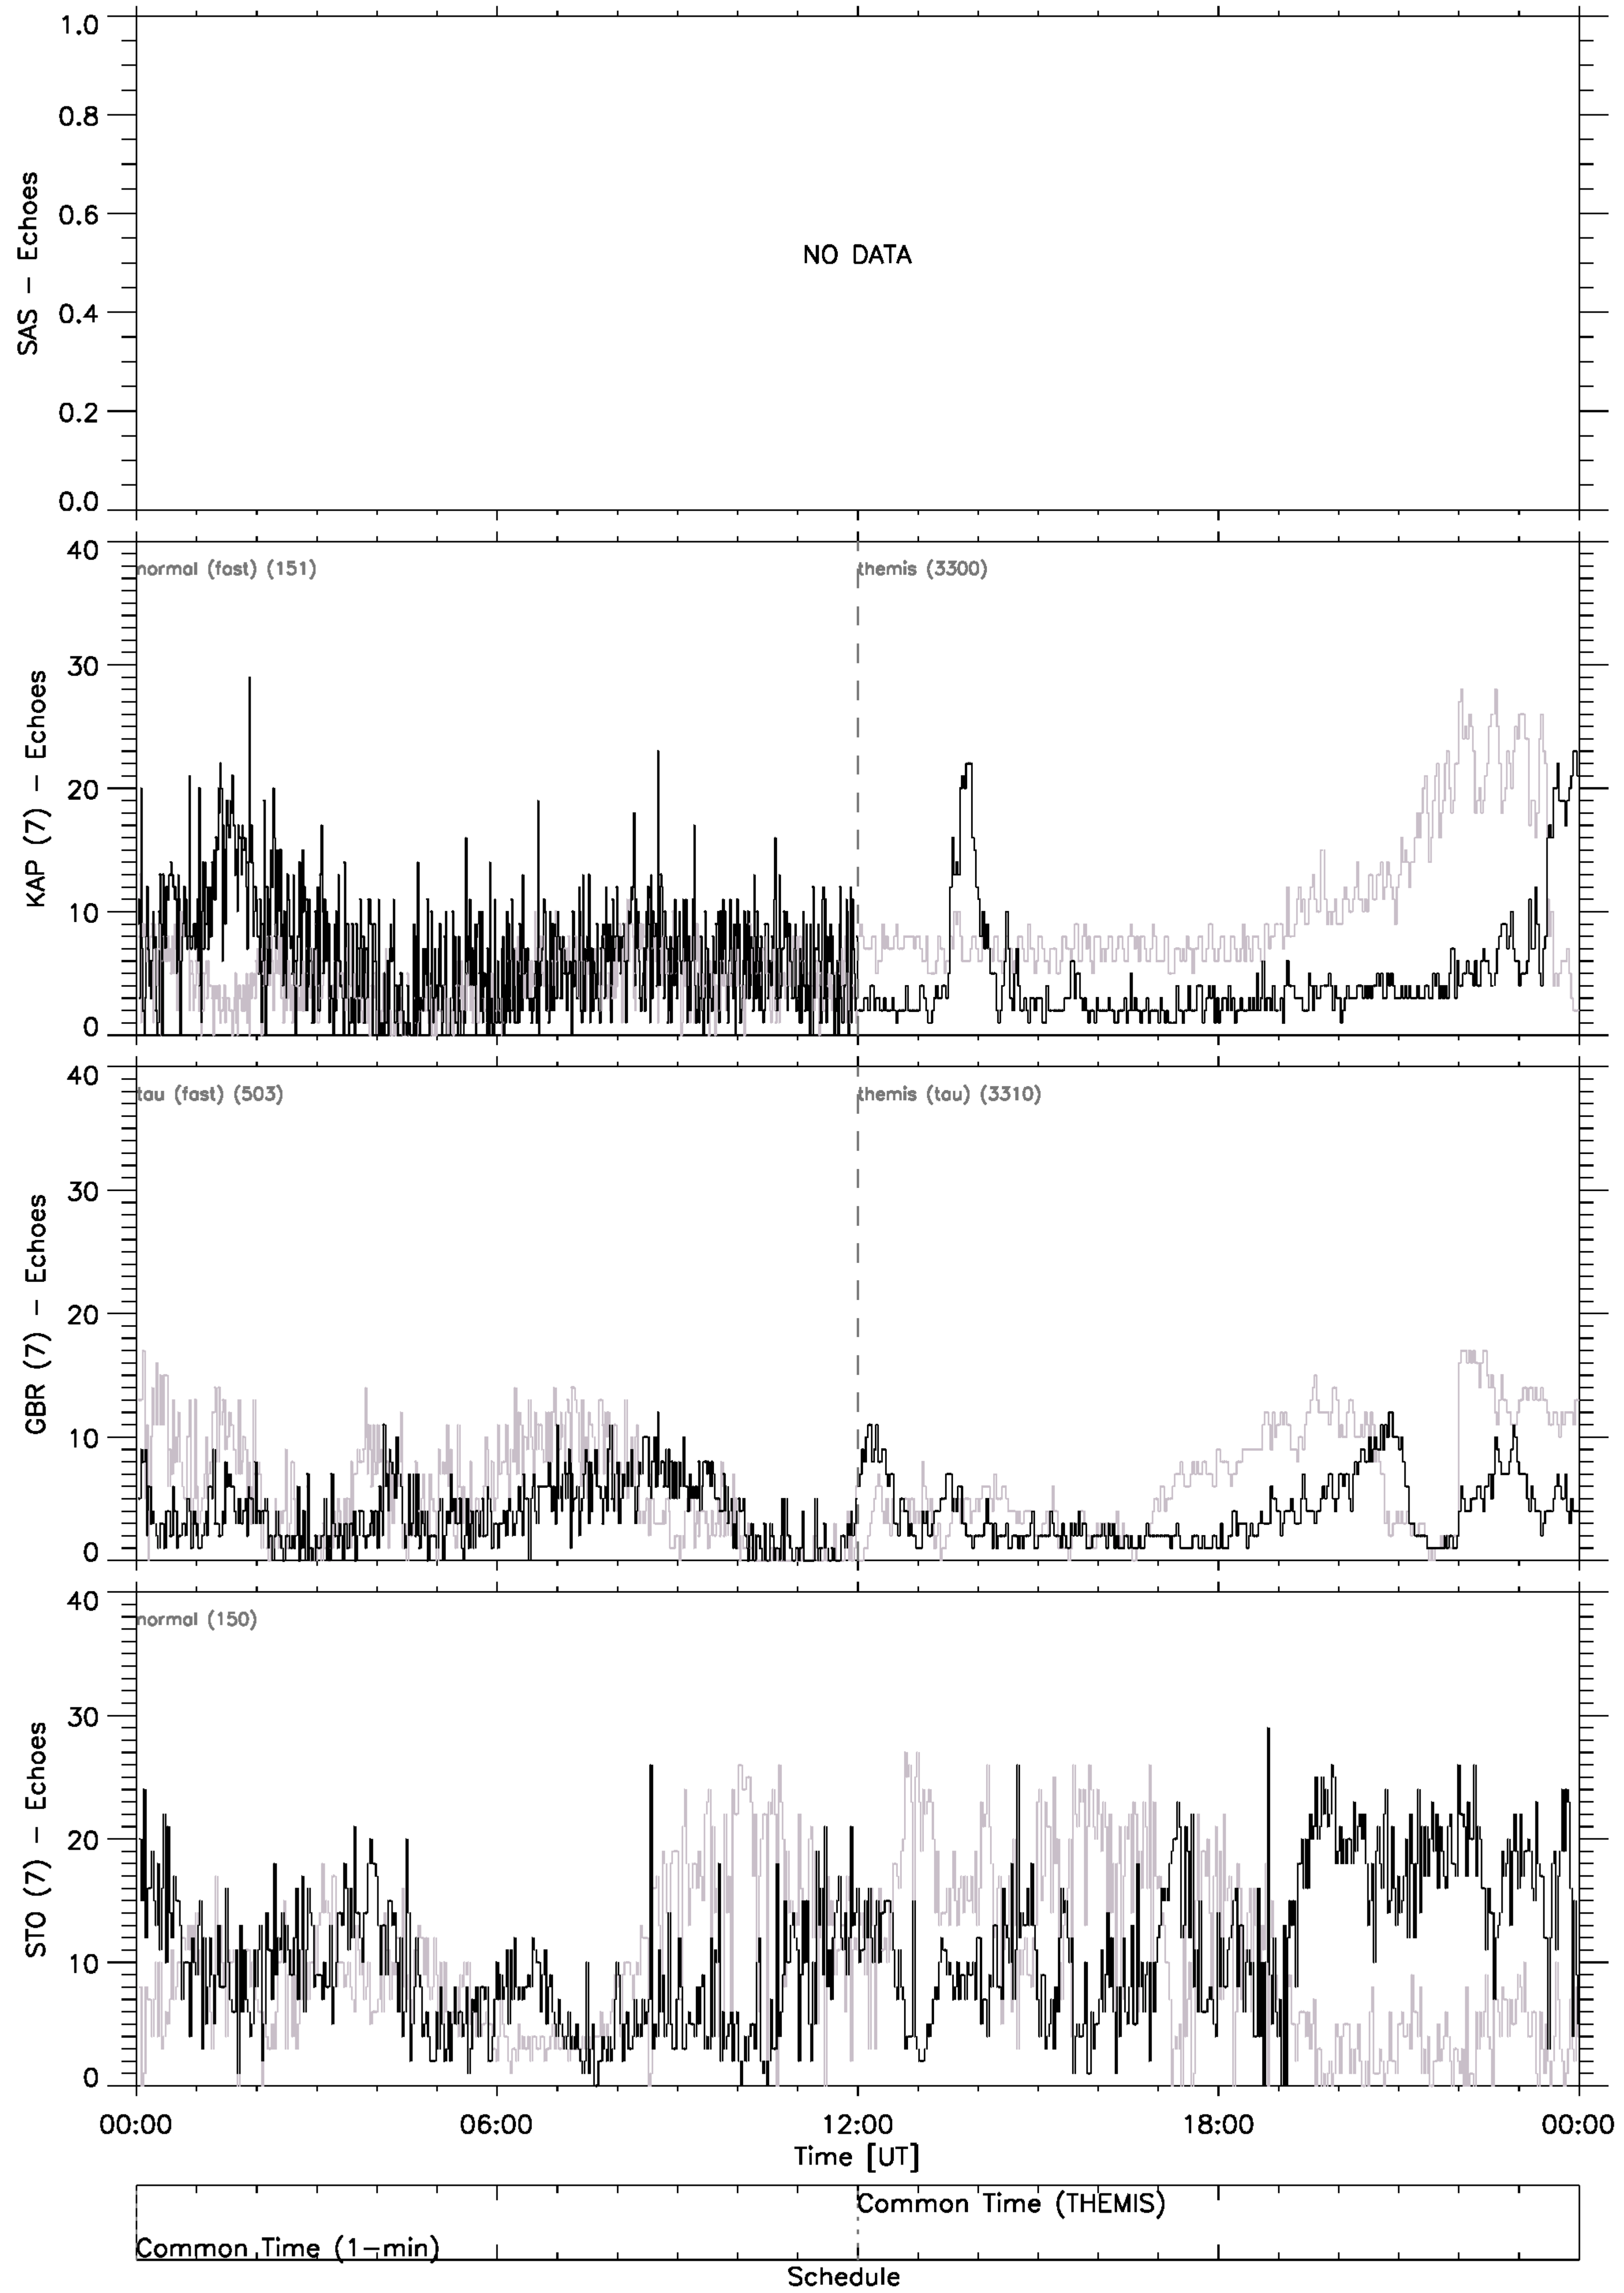 1.0
0.8
0.6
0.4
0.2
0.0
SAS – Echoes
NO DATA
40
30
20
10
0
KAP (7) – Echoes
normal (fast) (151)
themis (3300)
40
30
20
10
0
GBR (7) – Echoes
tau (fast) (503)
themis (tau) (3310)
40
30
20
10
0
STO (7) – Echoes
normal (150)
00:00
06:00
12:00
18:00
00:00
Time [UT]
Common Time (THEMIS)
Common Time (1–min)
Schedule